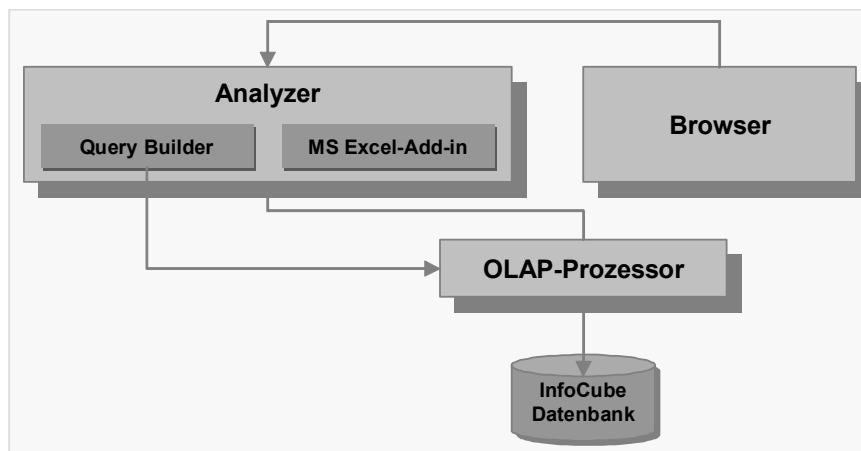 Analyzer
Browser
Query Builder
MS Excel-Add-in
OLAP-Prozessor
InfoCube
Datenbank